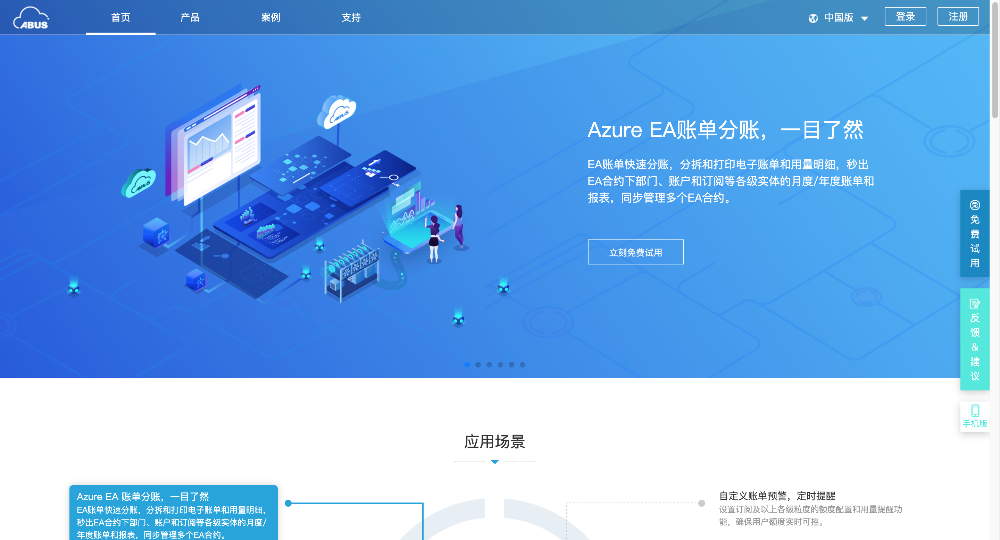 ABUS
首页
产品
案例
支持
中国版
登录
注册
ABUS
ABUS
Azure EA账单分账，一目了然
EA账单快速分账，分拆和打印电子账单和用量明细，秒出
EA合约下部门、账户和订阅等各级实体的月度/年度账单和
报表，同步管理多个EA合约。
立刻免费试用
免
免
费
试
用
反
馈
&
建
议
手机版
应用场景
Azure EA 账单分账，一目了然
EA账单快速分账，分拆和打印电子账单和用量明细，
秒出EA合约下部门、账户和订阅等各级实体的月度/
年度账单和报表，同步管理多个EA合约。
自定义账单预警，定时提醒
设置订阅及以上各级粒度的额度配置和用量提醒功
能，确保用户额度实时可控。